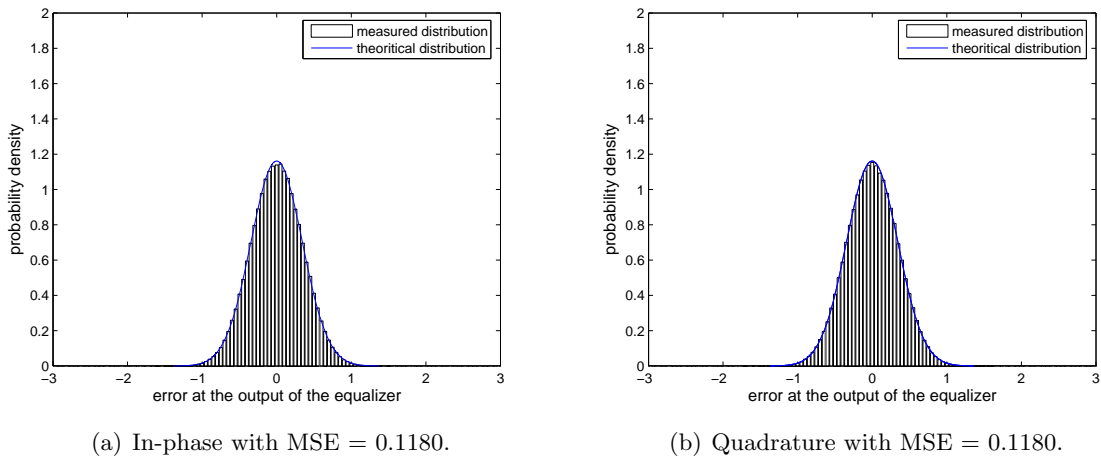 2
1.8
1.6
1.4
1.2
1
0.8
0.6
0.4
0.2
0
−3 −2 −1 0 1 2 3
probability density
error at the output of the equalizer
measured distribution
theoritical distribution
(a) In-phase with MSE = 0.1180.
2
1.8
1.6
1.4
1.2
1
0.8
0.6
0.4
0.2
0
−3 −2 −1 0 1 2 3
probability density
error at the output of the equalizer
measured distribution
theoritical distribution
(b) Quadrature with MSE = 0.1180.